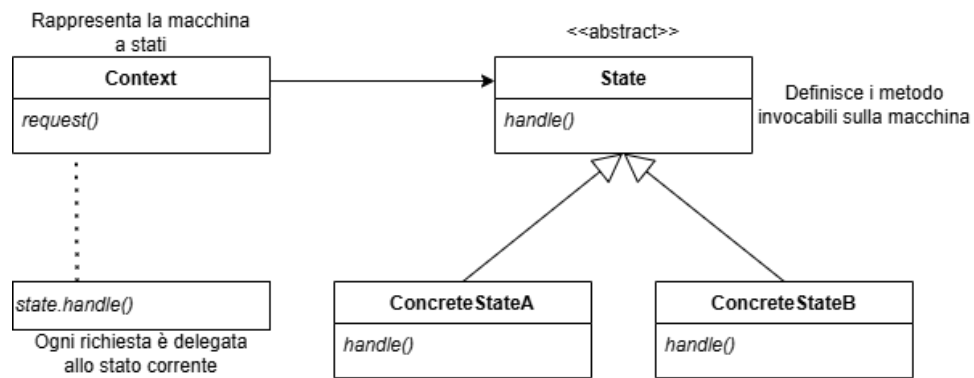 Rappresenta la macchina
a stati
Context
request()
<<abstract>>
State
handle()
Definisce i metodo
invocabili sulla macchina
state.handle()
Ogni richiesta è delegata
allo stato corrente
ConcreteStateA
handle()
ConcreteStateB
handle()